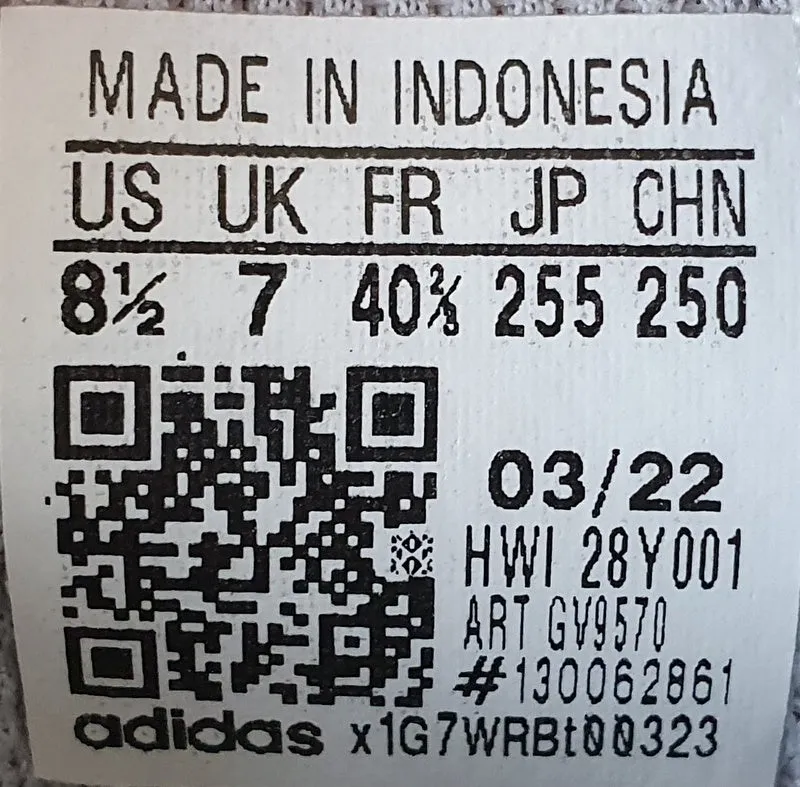 MADE IN INDONESIA
US UK FR JP CHN
8½ 7 40⅔ 255 250
03/22
HWI 28Y001
ART GV9570
#130062861
adidas x1G7WRBt00323